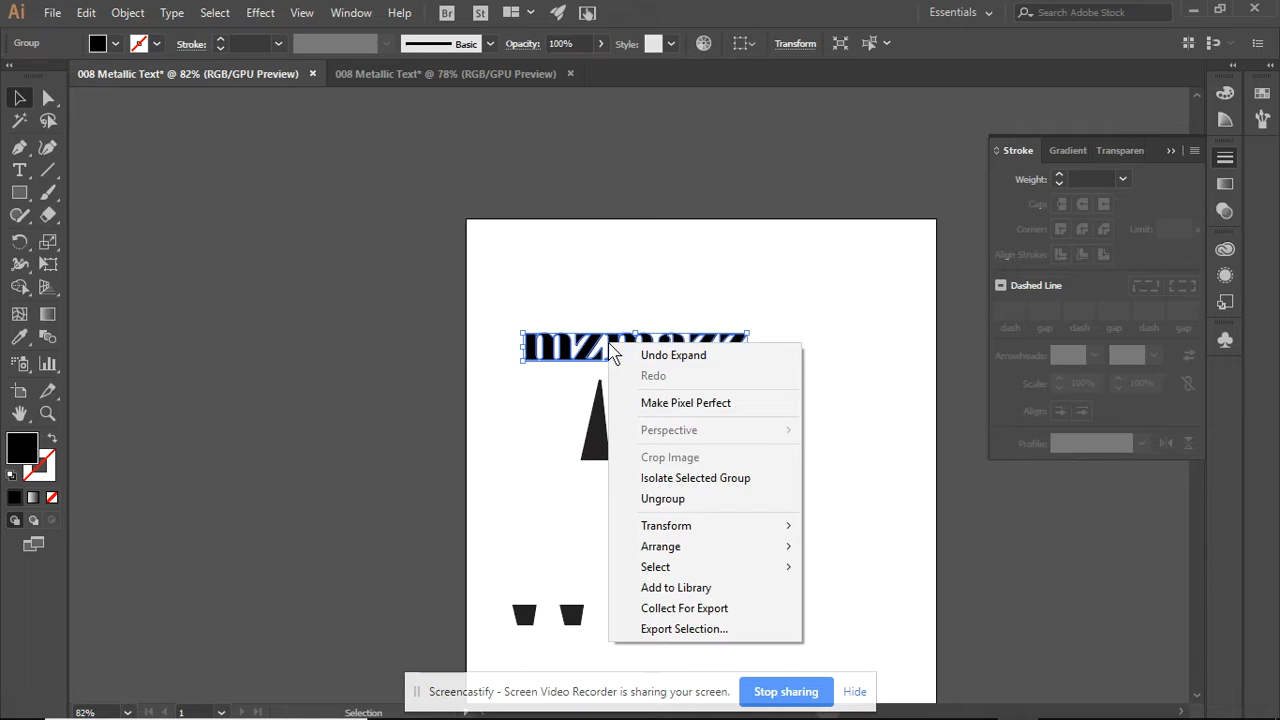 Ai File Edit Object Type Select Effect View Window Help Br St Essentials Search Adobe Stock
Group Stroke: Basic Opacity: 100% Style: Transform
008 Metallic Text* @ 82% (RGB/GPU Preview) × 008 Metallic Text* @ 78% (RGB/GPU Preview) ×
Stroke Gradient Transparen
Weight:
Cap:
Corner: Limit: x
Align Stroke:
Dashed Line
dash gap dash gap dash gap
Arrowheads:
Scale: 100% 100%
Align:
Profile:
Undo Expand
Redo
Make Pixel Perfect
Perspective
Crop Image
Isolate Selected Group
Ungroup
Transform
Arrange
Select
Add to Library
Collect For Export
Export Selection...
Screencastify - Screen Video Recorder is sharing your screen. Stop sharing Hide
82% 1 Selection